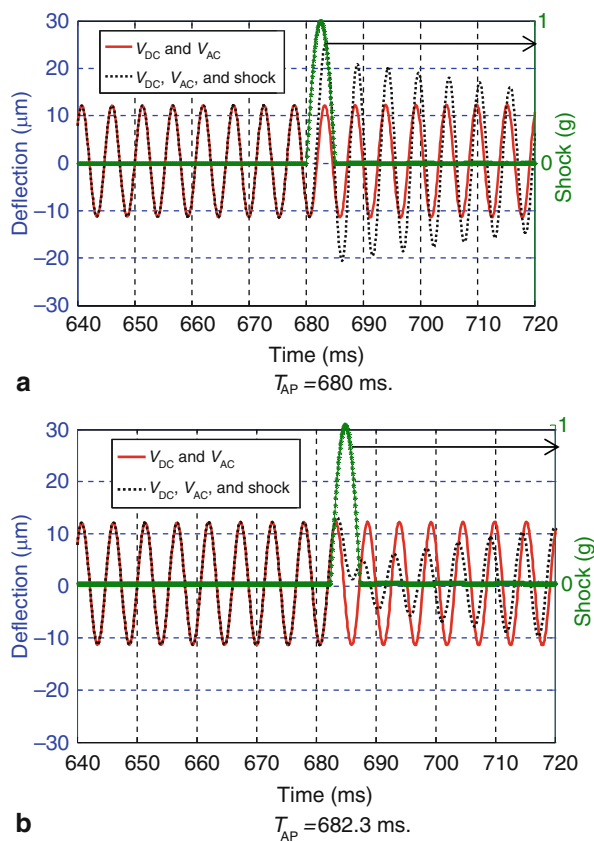 30
20
10
0
−10
−20
−30
Deflection (μm)
V_DC and V_AC
V_DC, V_AC, and shock
1
0
Shock (g)
640 650 660 670 680 690 700 710 720
Time (ms)
a
T_AP =680 ms.
30
20
10
0
−10
−20
−30
Deflection (μm)
V_DC and V_AC
V_DC, V_AC, and shock
1
0
Shock (g)
640 650 660 670 680 690 700 710 720
Time (ms)
b
T_AP =682.3 ms.